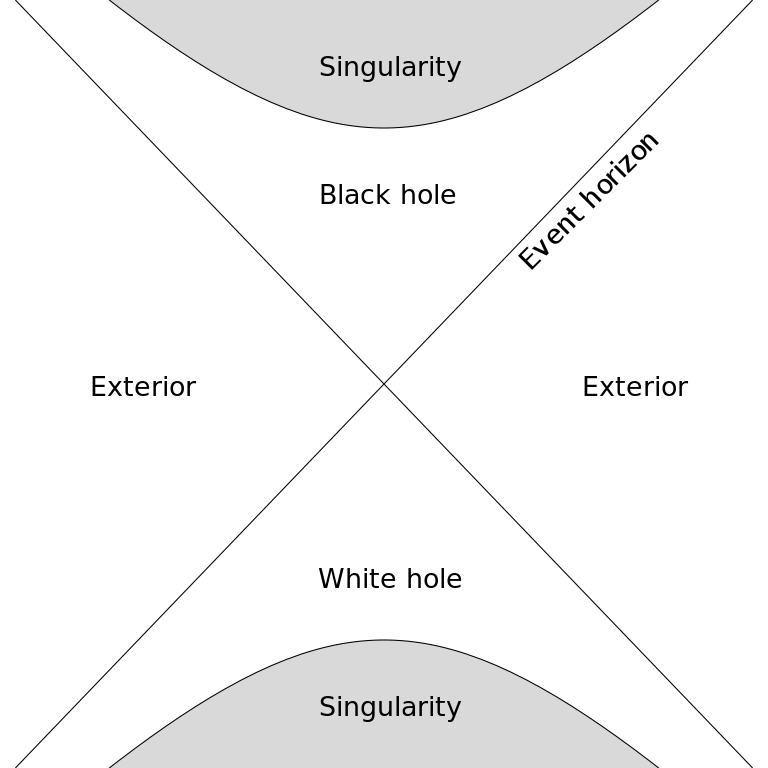 Singularity
Black hole
Event horizon
Exterior
Exterior
White hole
Singularity